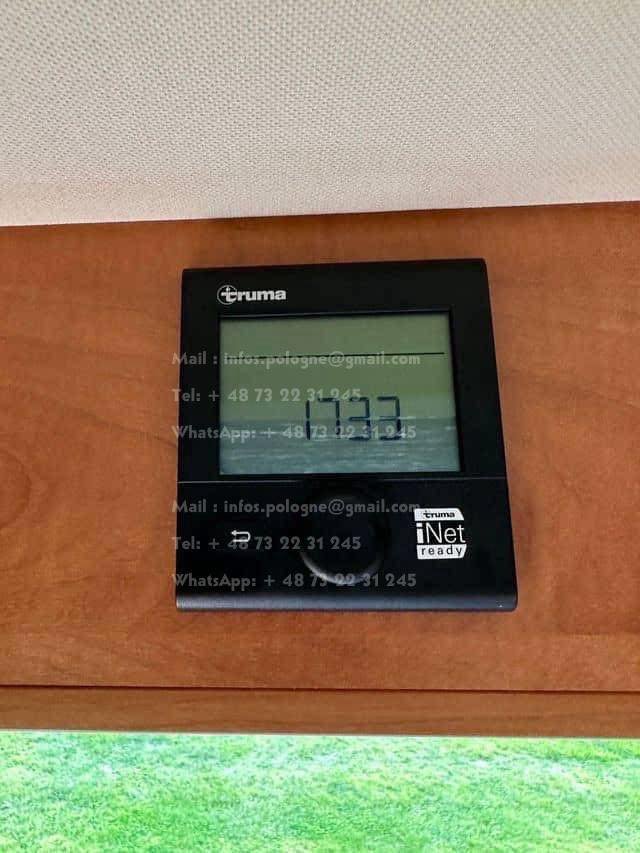 truma
Mail : infos.pologne@gmail.com
Tel: + 48 73 22 31 245
1733
WhatsApp: + 48 73 22 31 245
Mail : infos.pologne@gmail.com
truma
iNet
ready
Tel: + 48 73 22 31 245
WhatsApp: + 48 73 22 31 245